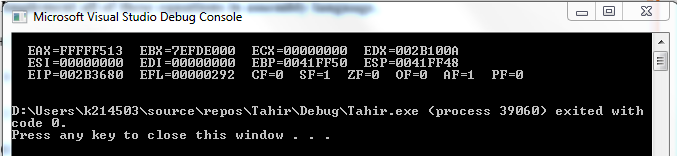 Microsoft Visual Studio Debug Console
EAX=FFFFF513 EBX=7EFDE000 ECX=00000000 EDX=002B100A
ESI=00000000 EDI=00000000 EBP=0041FF50 ESP=0041FF48
EIP=002B3680 EFL=00000292 CF=0 SF=1 ZF=0 OF=0 AF=1 PF=0
D:\Users\k214503\source\repos\Tahir\Debug\Tahir.exe (process 39060) exited with
code 0.
Press any key to close this window . . .